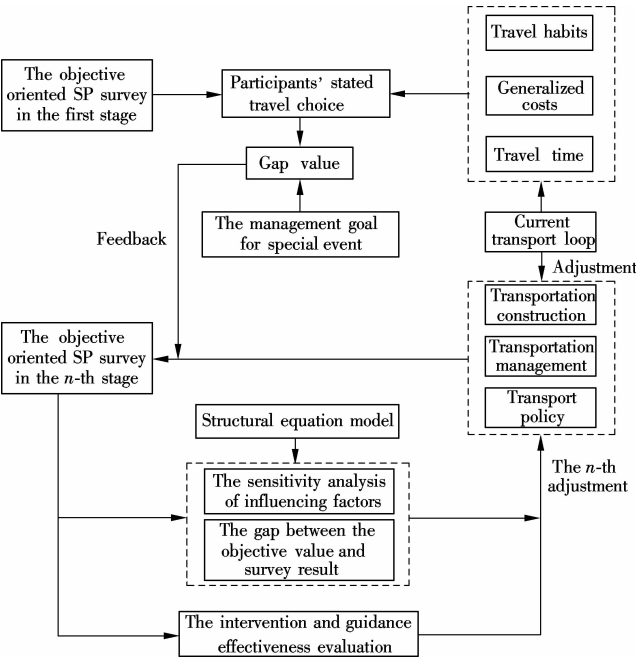 Travel habits
The objective
oriented SP survey
in the first stage
Participants' stated
travel choice
Generalized
costs
Gap value
Travel time
The management goal
for special event
Feedback
Current
transport loop
Adjustment
Transportation
construction
The objective
oriented SP survey
in the n-th stage
Transportation
management
Transport
policy
Structural equation model
The n-th
adjustment
The sensitivity analysis
of influencing factors
The gap between the
objective value and
survey result
The intervention and guidance
effectiveness evaluation